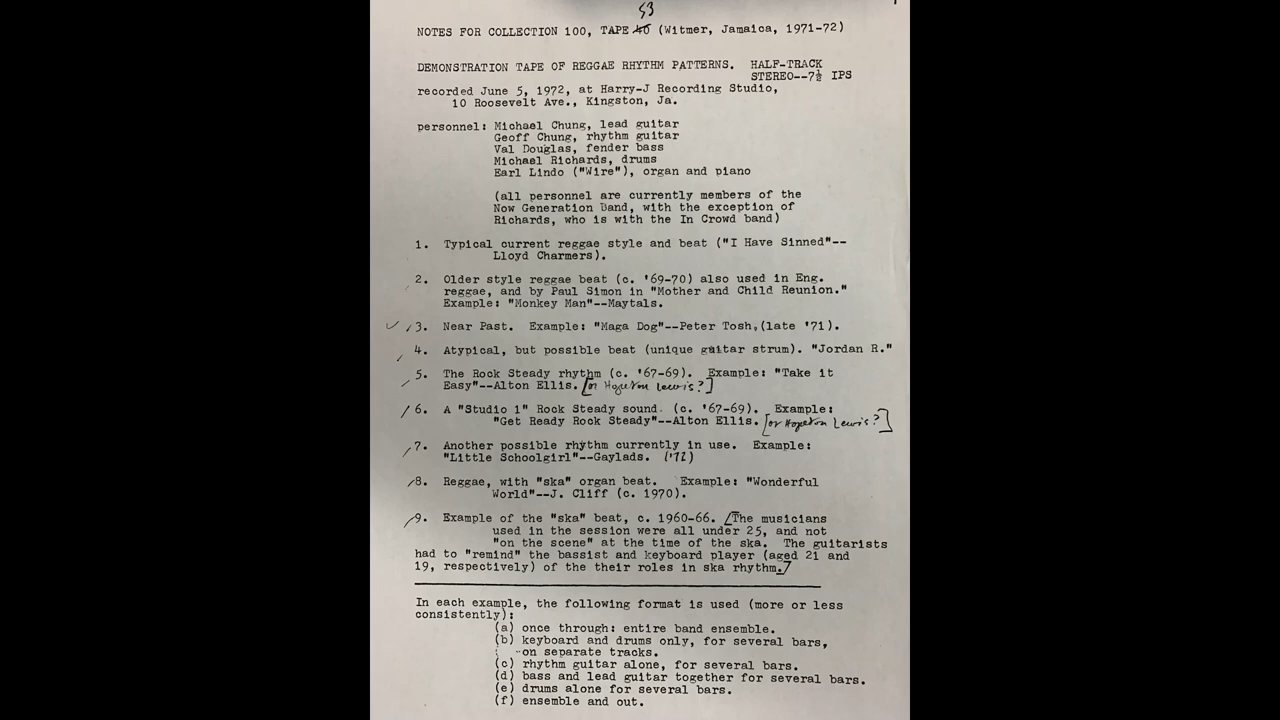 53
NOTES FOR COLLECTION 100, TAPE 40 (Witmer, Jamaica, 1971-72)
DEMONSTRATION TAPE OF REGGAE RHYTHM PATTERNS. HALF-TRACK
STEREO--7½ IPS
recorded June 5, 1972, at Harry-J Recording Studio,
10 Roosevelt Ave., Kingston, Ja.
personnel: Michael Chung, lead guitar
Geoff Chung, rhythm guitar
Val Douglas, fender bass
Michael Richards, drums
Earl Lindo ("Wire"), organ and piano
(all personnel are currently members of the
Now Generation Band, with the exception of
Richards, who is with the In Crowd band)
1. Typical current reggae style and beat ("I Have Sinned"--
Lloyd Charmers).
2. Older style reggae beat (c. '69-70) also used in Eng.
reggae, and by Paul Simon in "Mother and Child Reunion."
Example: "Monkey Man"--Maytals.
3. Near Past. Example: "Maga Dog"--Peter Tosh,(late '71).
4. Atypical, but possible beat (unique guitar strum). "Jordan R."
5. The Rock Steady rhythm (c. '67-69). Example: "Take it
Easy"--Alton Ellis. [or Hopeton Lewis?]
6. A "Studio 1" Rock Steady sound. (c. '67-69). Example:
"Get Ready Rock Steady"--Alton Ellis. [or Hopeton Lewis?]
7. Another possible rhythm currently in use. Example:
"Little Schoolgirl"--Gaylads. ('72)
8. Reggae, with "ska" organ beat. Example: "Wonderful
World"--J. Cliff (c. 1970).
9. Example of the "ska" beat, c. 1960-66. [The musicians
used in the session were all under 25, and not
"on the scene" at the time of the ska. The guitarists
had to "remind" the bassist and keyboard player (aged 21 and
19, respectively) of the their roles in ska rhythm.]
In each example, the following format is used (more or less
consistently):
(a) once through: entire band ensemble.
(b) keyboard and drums only, for several bars,
on separate tracks.
(c) rhythm guitar alone, for several bars.
(d) bass and lead guitar together for several bars.
(e) drums alone for several bars.
(f) ensemble and out.